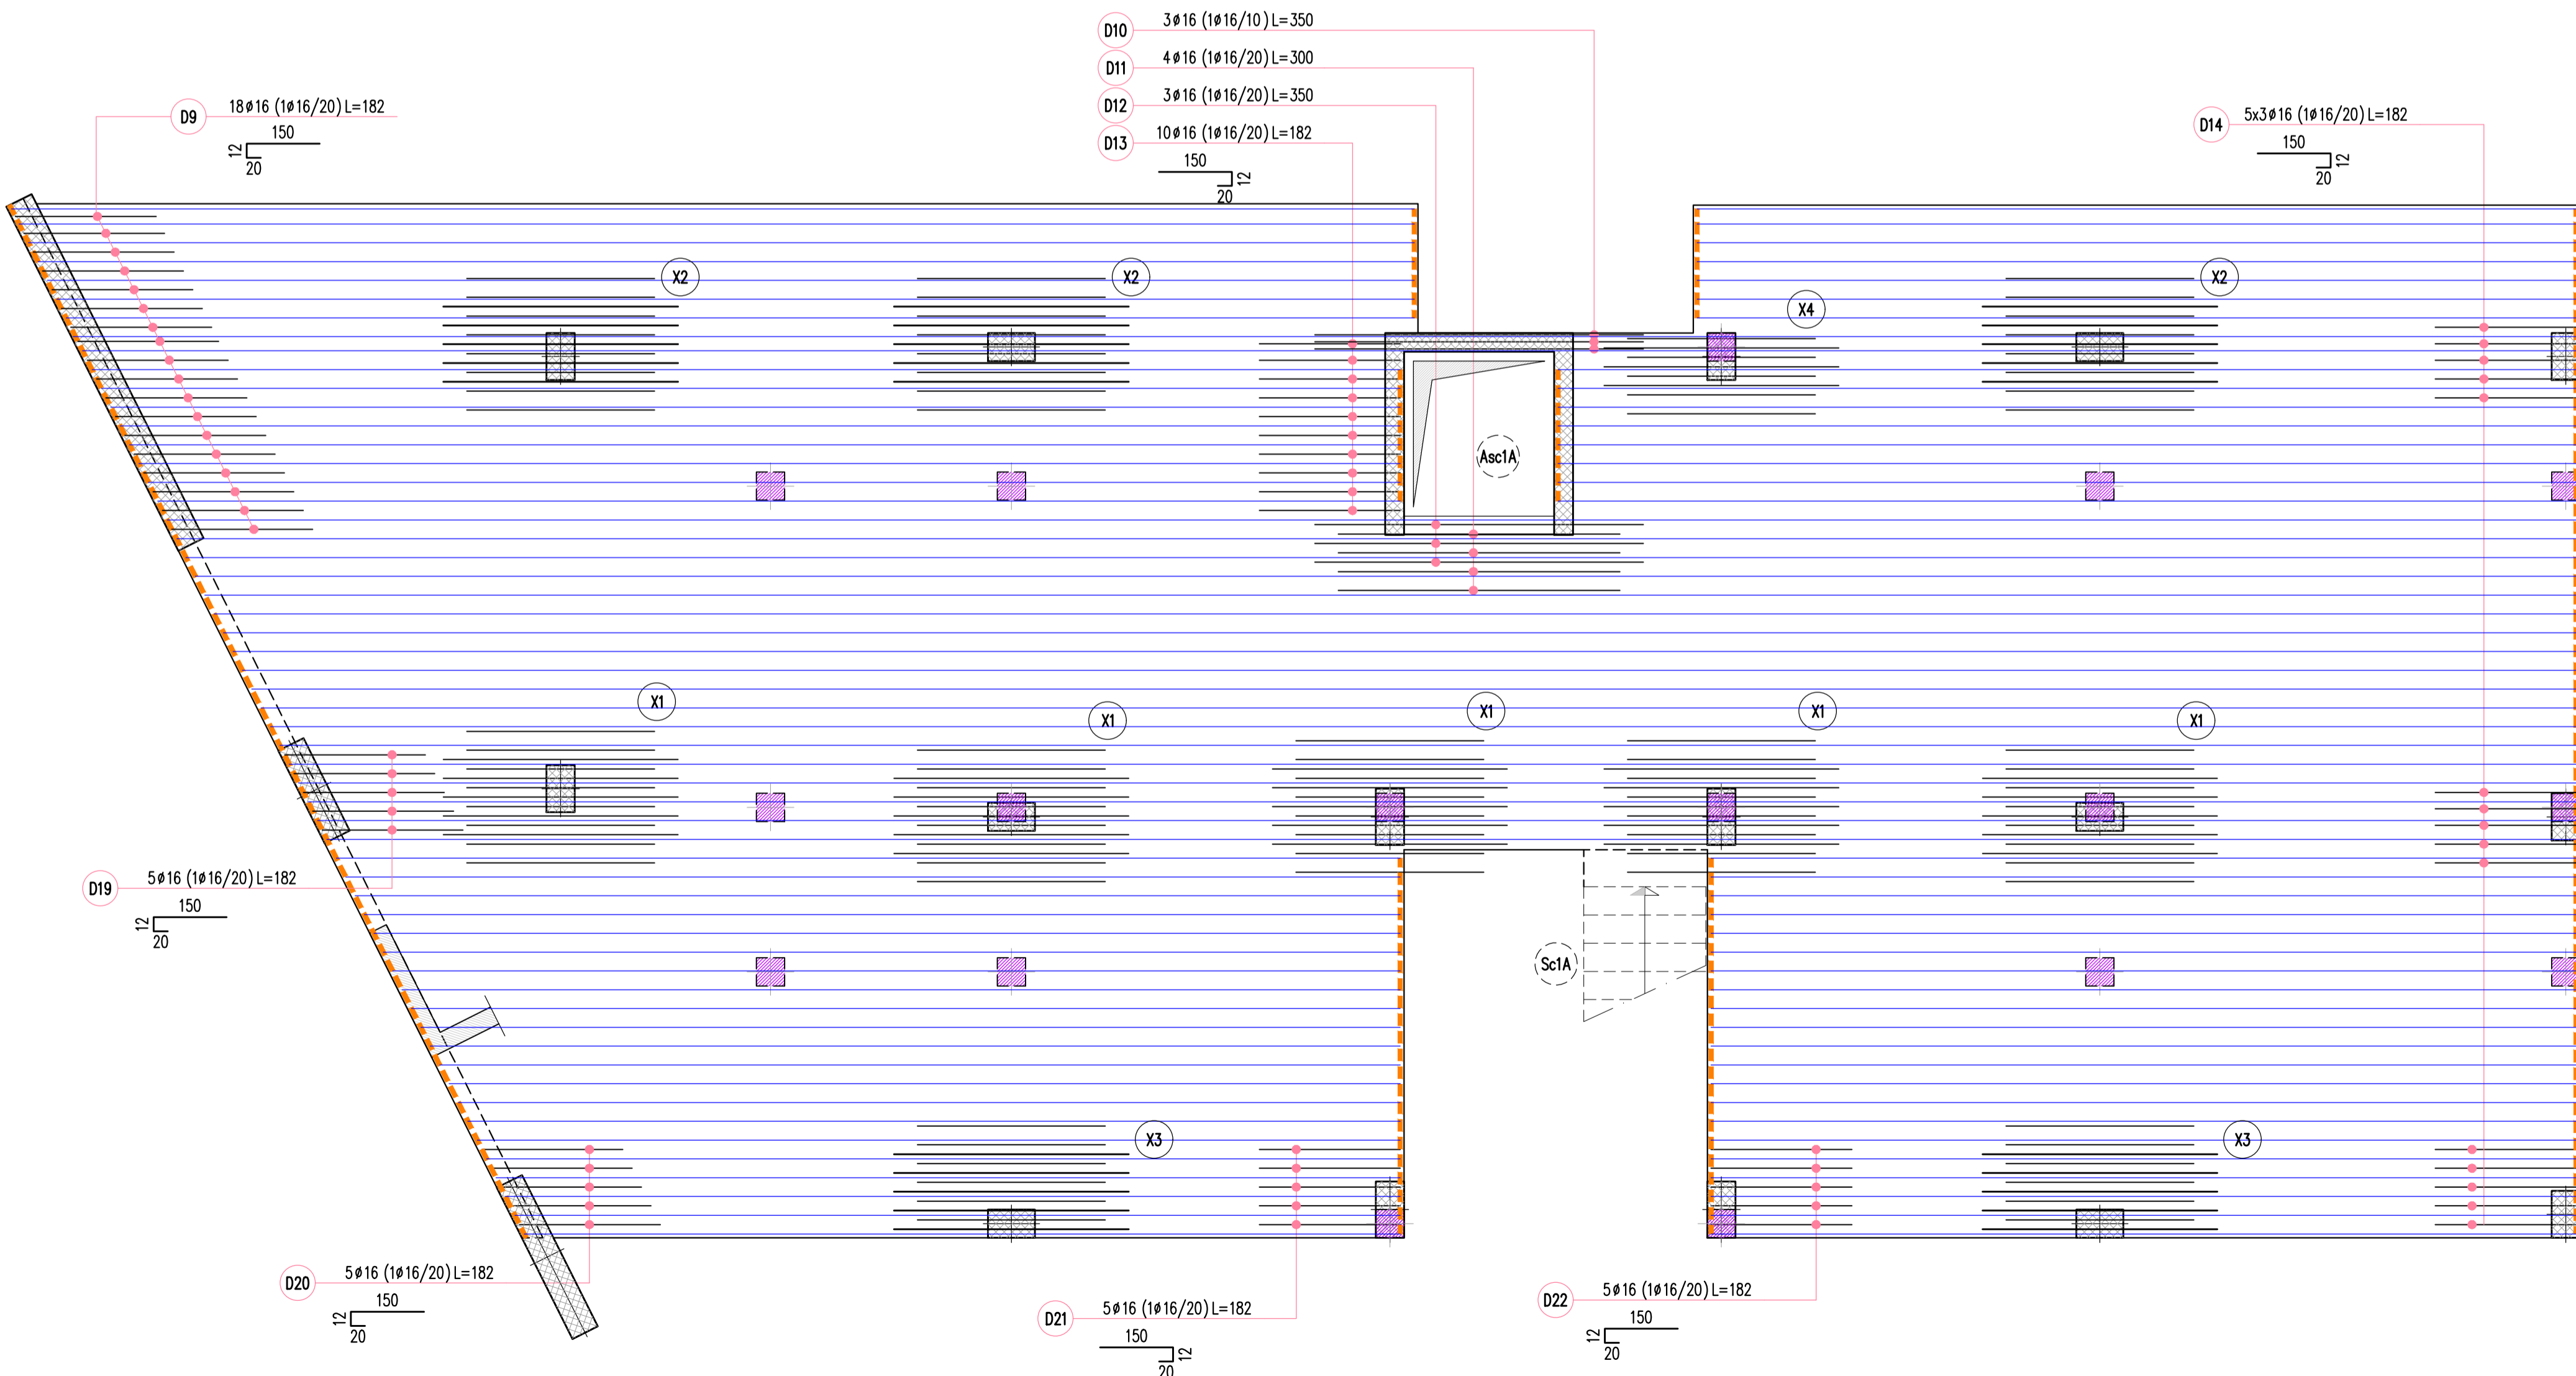 D10 3ø16 (1ø16/10) L=350
D11 4ø16 (1ø16/20) L=300
D12 3ø16 (1ø16/20) L=350
D13 10ø16 (1ø16/20) L=182
150
12
20
D9 18ø16 (1ø16/20) L=182
150
12
20
D14 5x3ø16 (1ø16/20) L=182
150
12
20
X2
X2
X4
X2
Asc1A
X1
X1
X1
X1
X1
D19 5ø16 (1ø16/20) L=182
150
12
20
Sc1A
X3
X3
D20 5ø16 (1ø16/20) L=182
150
12
20
D21 5ø16 (1ø16/20) L=182
150
12
20
D22 5ø16 (1ø16/20) L=182
150
12
20